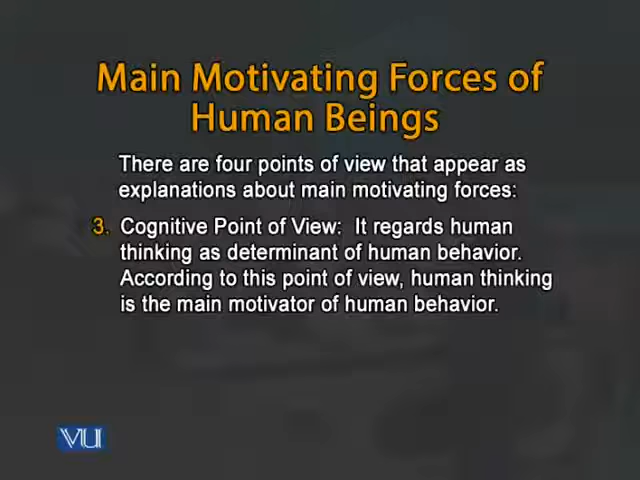 Main Motivating Forces of
Human Beings
There are four points of view that appear as
explanations about main motivating forces:
3. Cognitive Point of View: It regards human
thinking as determinant of human behavior.
According to this point of view, human thinking
is the main motivator of human behavior.
VU